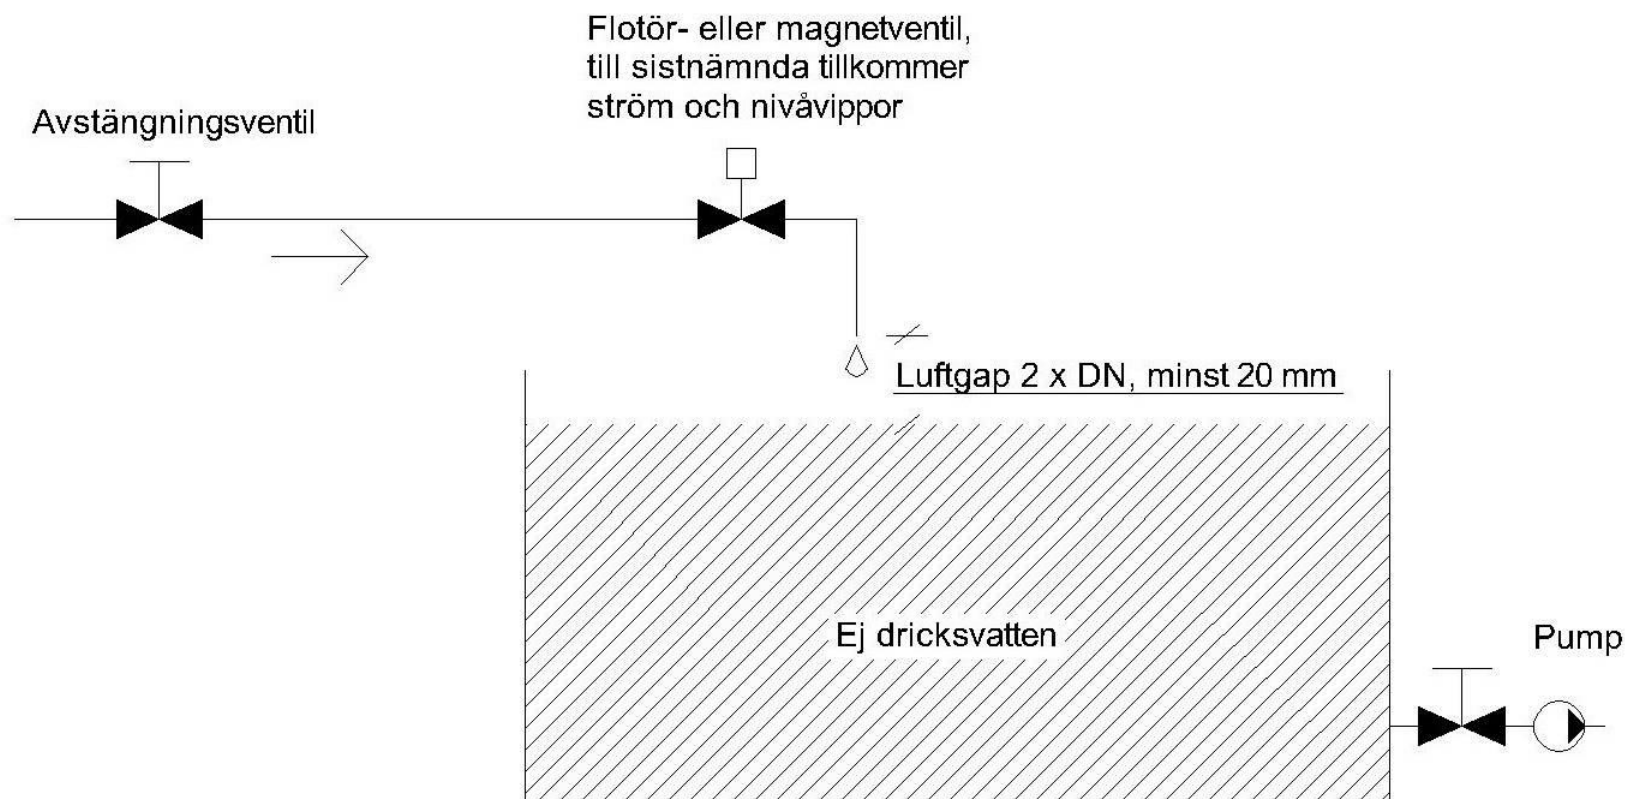 Flotör- eller magnetventil,
till sistnämnda tillkommer
ström och nivåvippor
Avstängningsventil
Luftgap 2 x DN, minst 20 mm
Ej dricksvatten
Pump